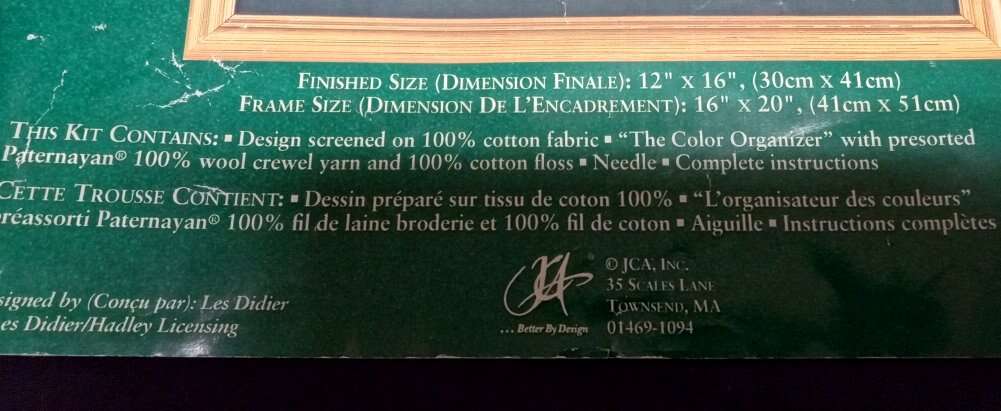 FINISHED SIZE (DIMENSION FINALE): 12" X 16", (30cm X 41cm)
FRAME SIZE (DIMENSION DE L'ENCADREMENT): 16" X 20", (41cm X 51cm)
THIS KIT CONTAINS: ▪ Design screened on 100% cotton fabric ▪ "The Color Organizer" with presorted
Paternayan® 100% wool crewel yarn and 100% cotton floss ▪ Needle ▪ Complete instructions
CETTE TROUSSE CONTIENT: ▪ Dessin préparé sur tissu de coton 100% ▪ "L'organisateur des couleurs"
préassorti Paternayan® 100% fil de laine broderie et 100% fil de coton ▪ Aiguille ▪ Instructions complètes
signed by (Conçu par): Les Didier
es Didier/Hadley Licensing
JCA
... Better By Design
© JCA, INC.
35 SCALES LANE
TOWNSEND, MA
01469-1094